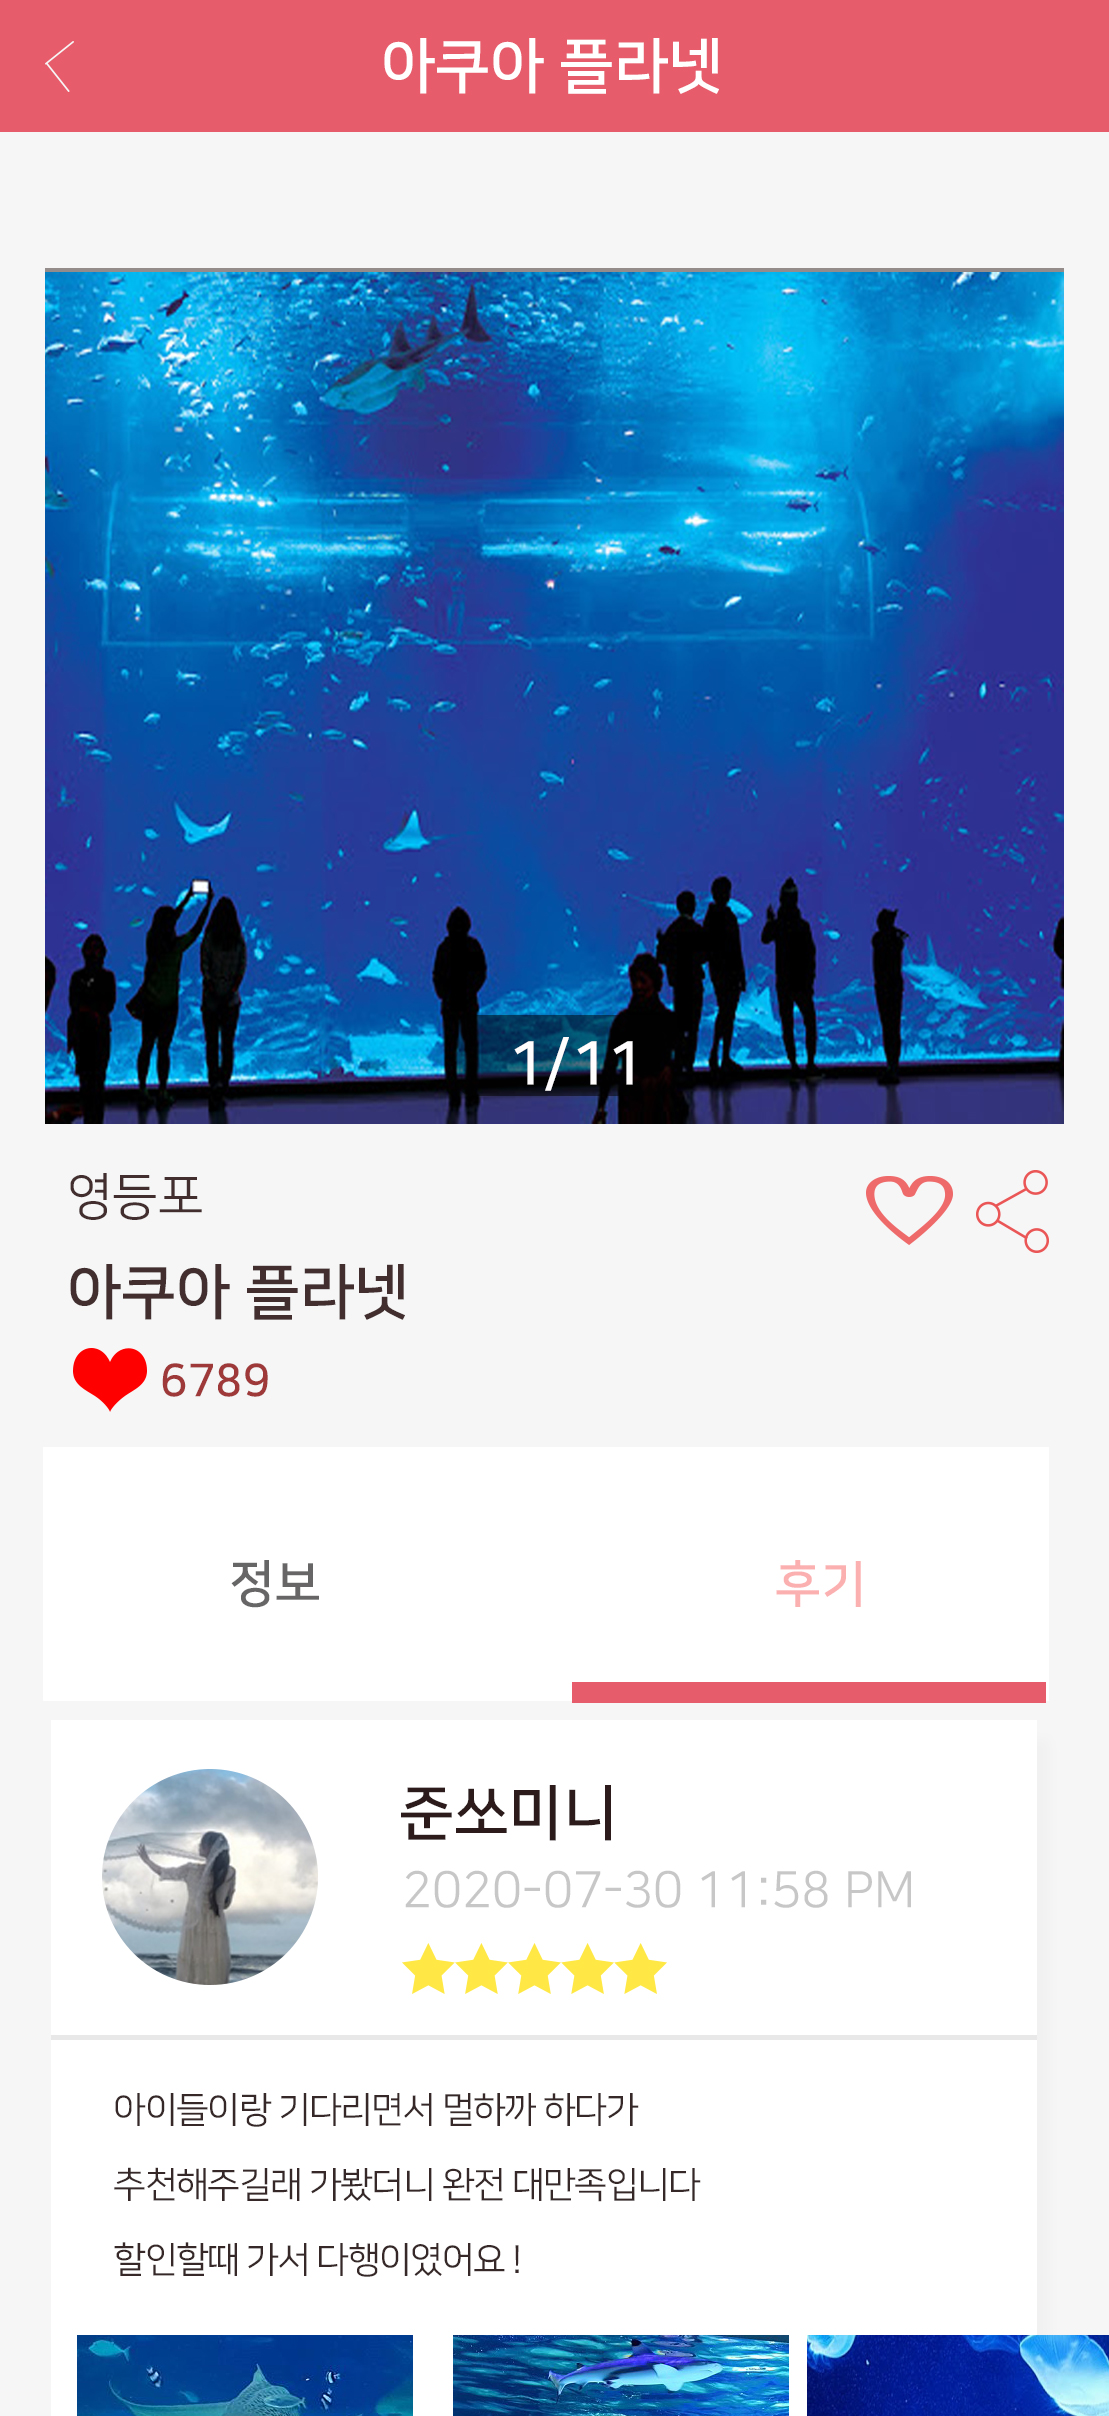 아쿠아 플라넷
1/11
영등포
아쿠아 플라넷
6789
정보
후기
준쏘미니
2020-07-30 11:58 PM
아이들이랑 기다리면서 멀하까 하다가
추천해주길래 가봤더니 완전 대만족입니다
할인할때 가서 다행이였어요 !